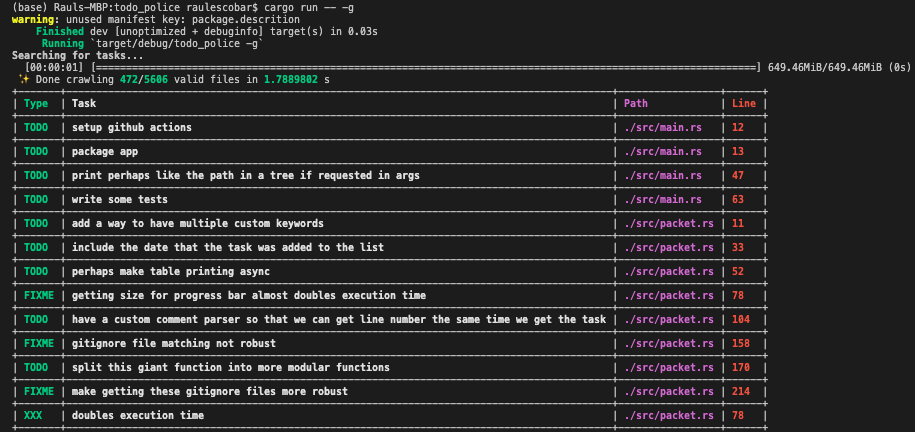 (base) Rauls-MBP:todo_police raulescobar$ cargo run -- -g
warning: unused manifest key: package.descrition
Finished dev [unoptimized + debuginfo] target(s) in 0.03s
Running `target/debug/todo_police -g`
Searching for tasks...
[00:00:01] [==================================================] 649.46MiB/649.46MiB (0s)
✨ Done crawling 472/5606 valid files in 1.7889802 s
| Type | Task | Path | Line |
| TODO | setup github actions | ./src/main.rs | 12 |
| TODO | package app | ./src/main.rs | 13 |
| TODO | print perhaps like the path in a tree if requested in args | ./src/main.rs | 47 |
| TODO | write some tests | ./src/main.rs | 63 |
| TODO | add a way to have multiple custom keywords | ./src/packet.rs | 11 |
| TODO | include the date that the task was added to the list | ./src/packet.rs | 33 |
| TODO | perhaps make table printing async | ./src/packet.rs | 52 |
| FIXME | getting size for progress bar almost doubles execution time | ./src/packet.rs | 78 |
| TODO | have a custom comment parser so that we can get line number the same time we get the task | ./src/packet.rs | 104 |
| FIXME | gitignore file matching not robust | ./src/packet.rs | 158 |
| TODO | split this giant function into more modular functions | ./src/packet.rs | 170 |
| FIXME | make getting these gitignore files more robust | ./src/packet.rs | 214 |
| XXX | doubles execution time | ./src/packet.rs | 78 |